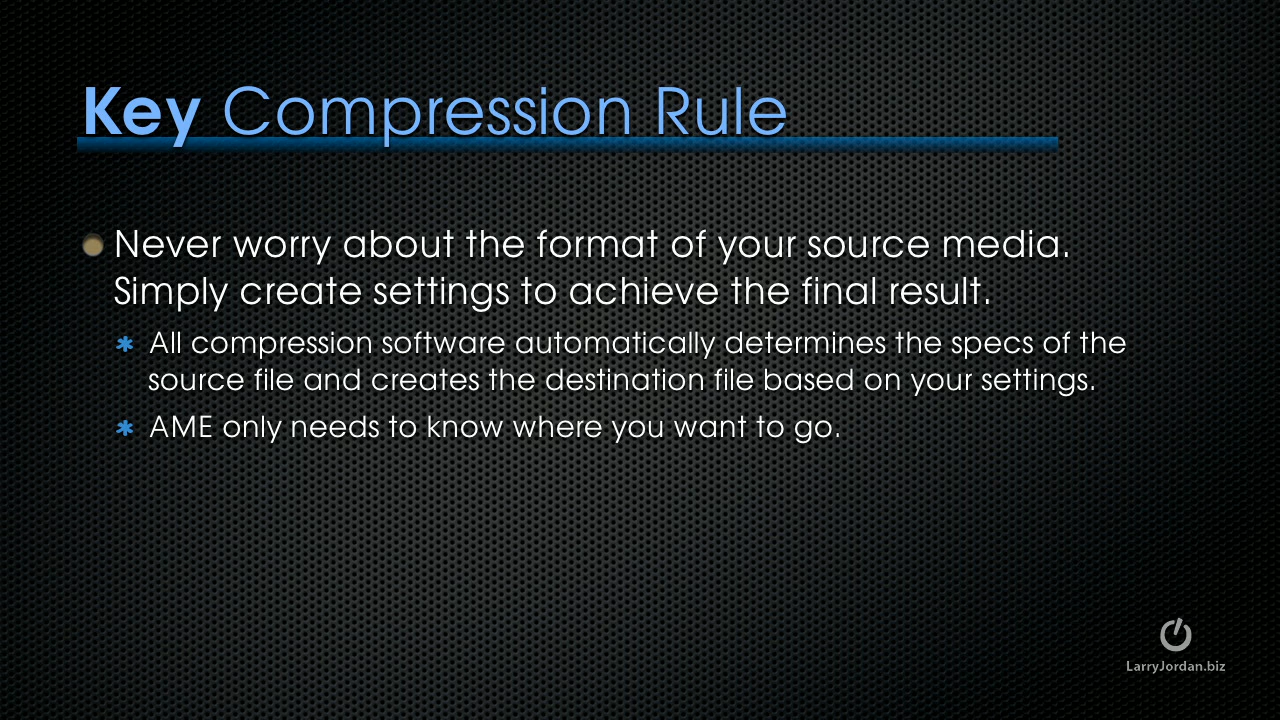 Key Compression Rule
Never worry about the format of your source media.
Simply create settings to achieve the final result.
All compression software automatically determines the specs of the
source file and creates the destination file based on your settings.
AME only needs to know where you want to go.
LarryJordan.biz